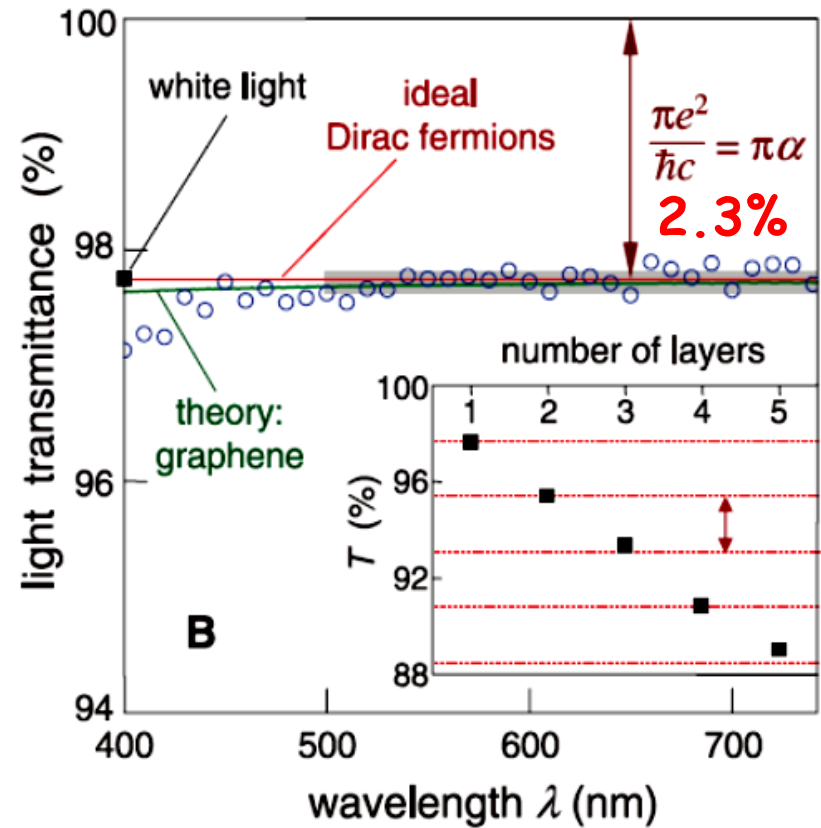 100
98
96
94
light transmittance (%)
white light
ideal
Dirac fermions
πe²
ħc
= πα
2.3%
theory:
graphene
B
number of layers
1 2 3 4 5
100
96
92
88
T (%)
400 500 600 700
wavelength λ (nm)